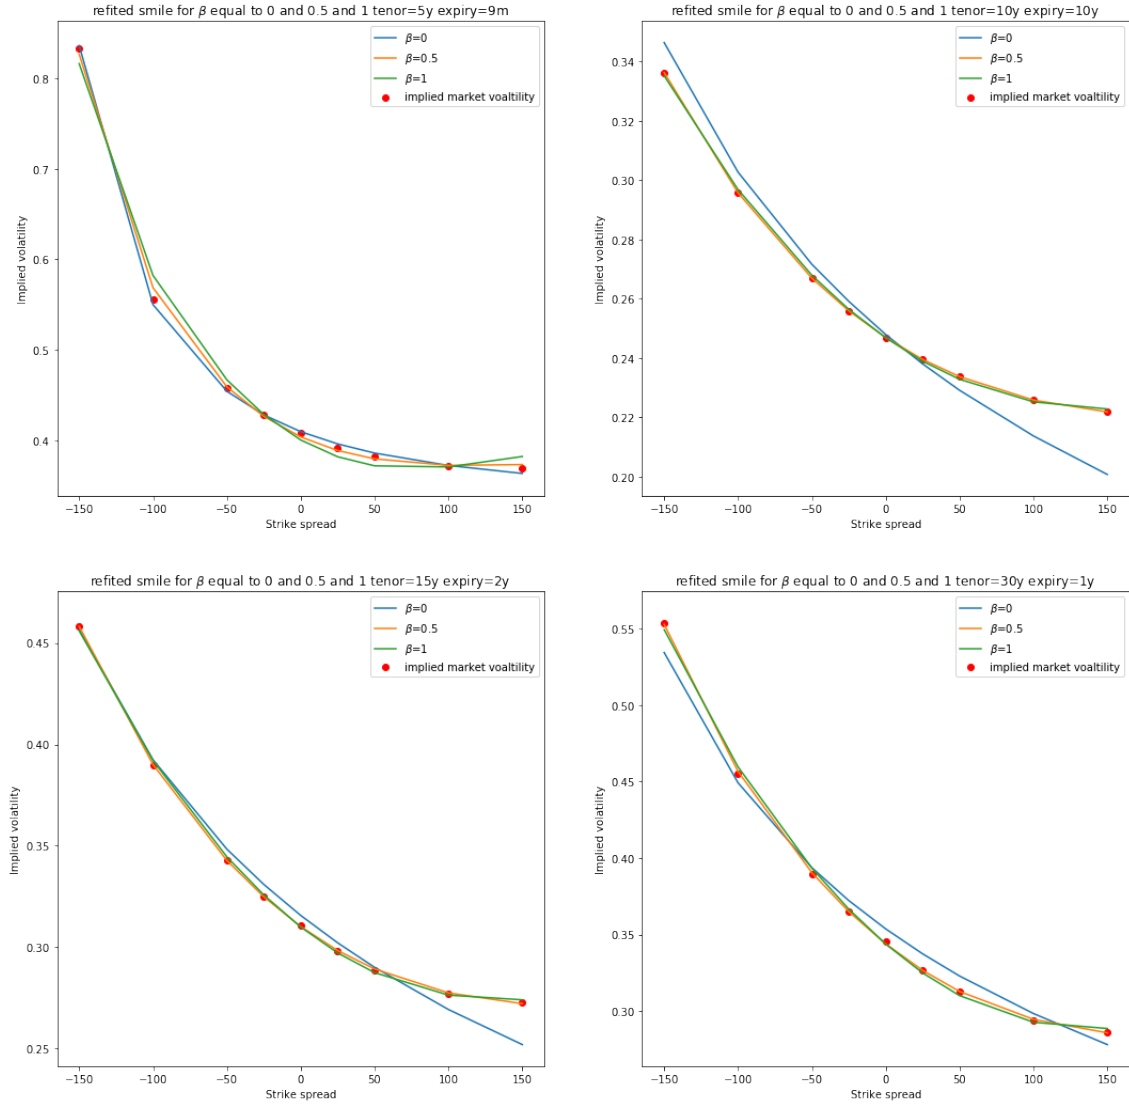 refited smile for β equal to 0 and 0.5 and 1 tenor=5y expiry=9m
β=0
β=0.5
β=1
implied market voaltility
0.8
0.7
0.6
0.5
0.4
Implied volatility
−150 −100 −50 0 50 100 150
Strike spread
refited smile for β equal to 0 and 0.5 and 1 tenor=10y expiry=10y
β=0
β=0.5
β=1
implied market voaltility
0.34
0.32
0.30
0.28
0.26
0.24
0.22
0.20
Implied volatility
−150 −100 −50 0 50 100 150
Strike spread
refited smile for β equal to 0 and 0.5 and 1 tenor=15y expiry=2y
β=0
β=0.5
β=1
implied market voaltility
0.45
0.40
0.35
0.30
0.25
Implied volatility
−150 −100 −50 0 50 100 150
Strike spread
refited smile for β equal to 0 and 0.5 and 1 tenor=30y expiry=1y
β=0
β=0.5
β=1
implied market voaltility
0.55
0.50
0.45
0.40
0.35
0.30
Implied volatility
−150 −100 −50 0 50 100 150
Strike spread